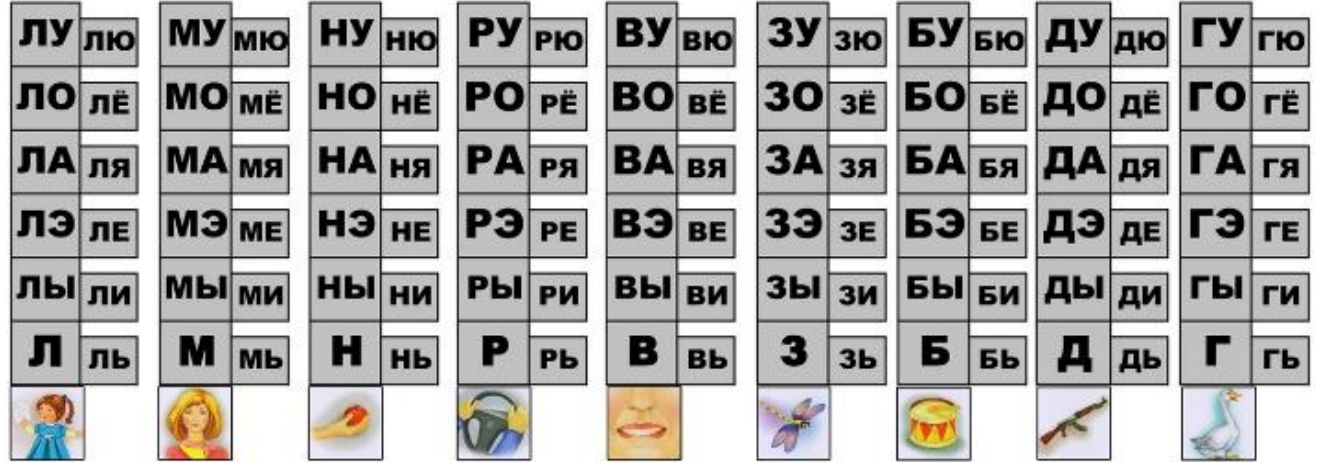 ЛУ ЛЮ МУ МЮ НУ НЮ РУ РЮ ВУ ВЮ ЗУ ЗЮ БУ БЮ ДУ ДЮ ГУ ГЮ
ЛО ЛЁ МО МЁ НО НЁ РО РЁ ВО ВЁ ЗО ЗЁ БО БЁ ДО ДЁ ГО ГЁ
ЛА ЛЯ МА МЯ НА НЯ РА РЯ ВА ВЯ ЗА ЗЯ БА БЯ ДА ДЯ ГА ГЯ
ЛЭ ЛЕ МЭ МЕ НЭ НЕ РЭ РЕ ВЭ ВЕ ЗЭ ЗЕ БЭ БЕ ДЭ ДЕ ГЭ ГЕ
ЛЫ ЛИ МЫ МИ НЫ НИ РЫ РИ ВЫ ВИ ЗЫ ЗИ БЫ БИ ДЫ ДИ ГЫ ГИ
Л ЛЬ М МЬ Н НЬ Р РЬ В ВЬ З ЗЬ Б БЬ Д ДЬ Г ГЬ